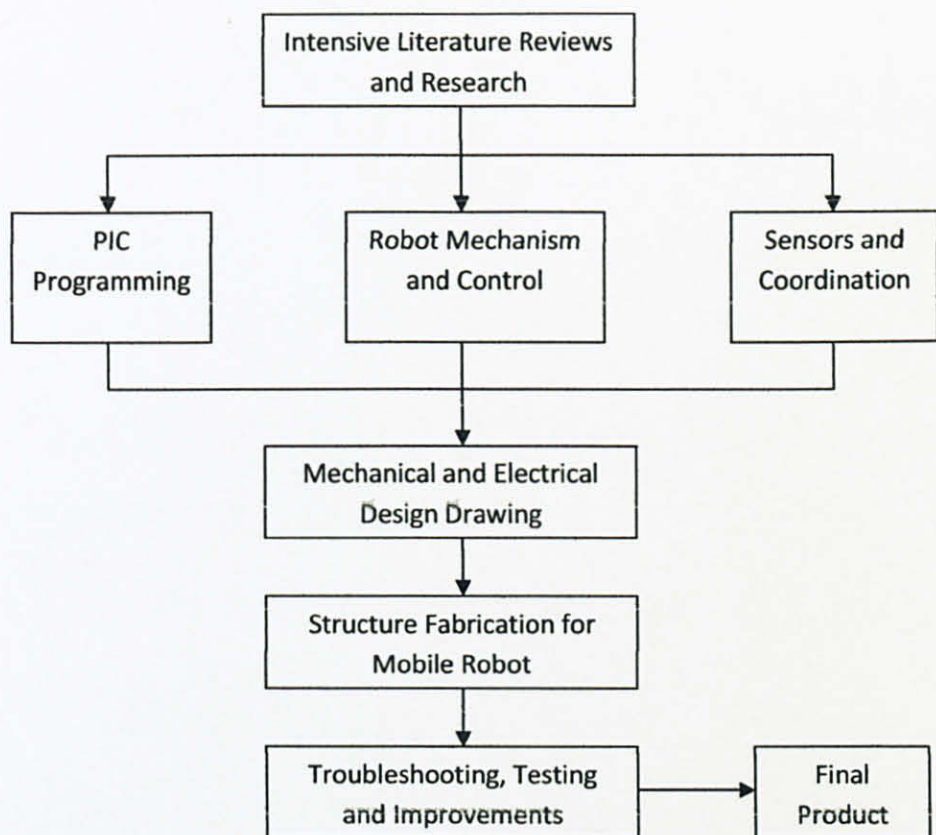 Intensive Literature Reviews
and Research
PIC
Programming
Robot Mechanism
and Control
Sensors and
Coordination
Mechanical and Electrical
Design Drawing
Structure Fabrication for
Mobile Robot
Troubleshooting, Testing
and Improvements
Final
Product